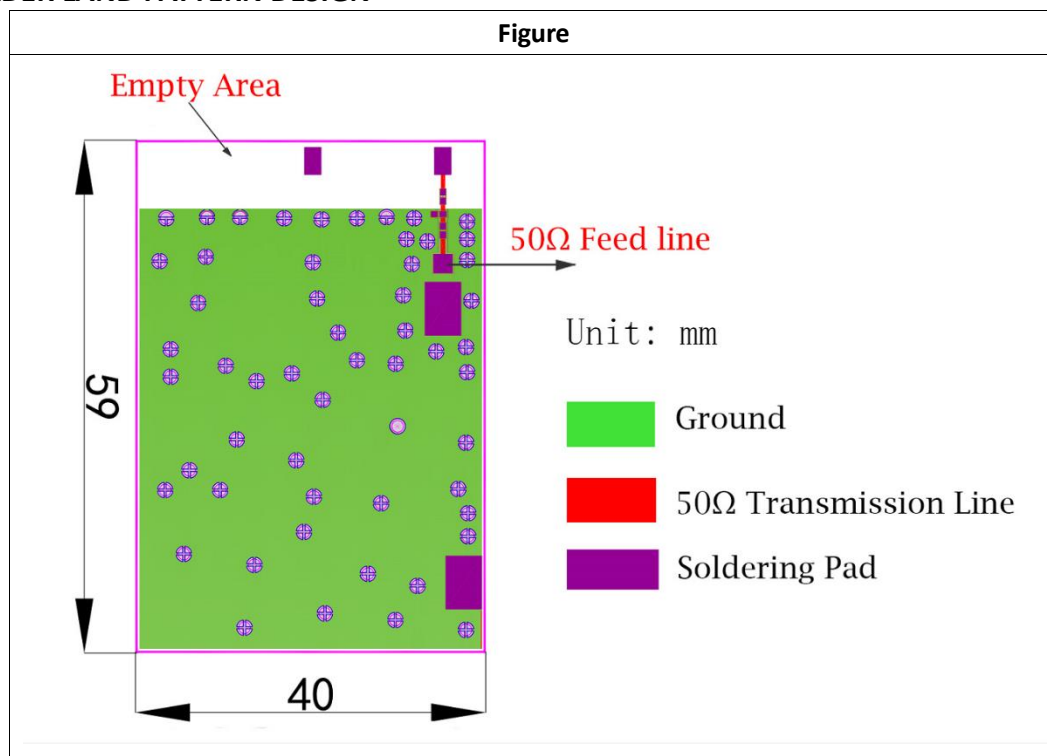 Figure
Empty Area
50Ω Feed line
Unit: mm
59
Ground
50Ω Transmission Line
Soldering Pad
40